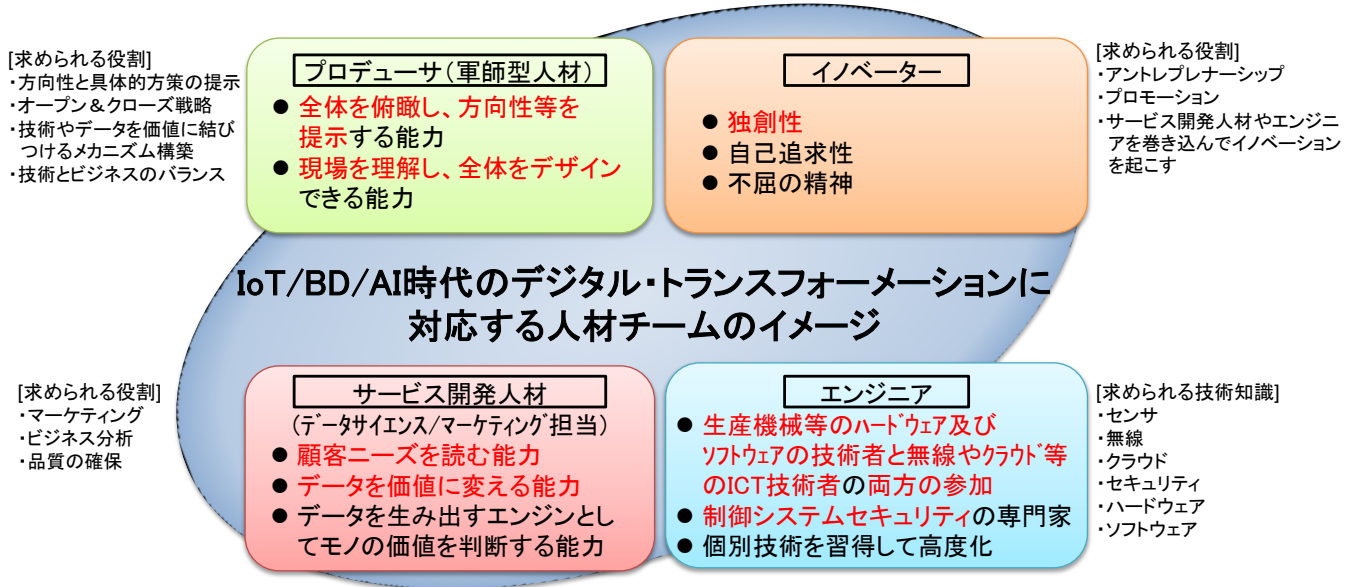 [求められる役割]
・方向性と具体的方策の提示
・オープン＆クローズ戦略
・技術やデータを価値に結び
つけるメカニズム構築
・技術とビジネスのバランス
プロデューサ（軍師型人材）
● 全体を俯瞰し、方向性等を
提示する能力
● 現場を理解し、全体をデザイン
できる能力
イノベーター
● 独創性
● 自己追求性
● 不屈の精神
[求められる役割]
・アントレプレナーシップ
・プロモーション
・サービス開発人材やエンジニ
アを巻き込んでイノベーション
を起こす
IoT/BD/AI時代のデジタル・トランスフォーメーションに
対応する人材チームのイメージ
[求められる役割]
・マーケティング
・ビジネス分析
・品質の確保
サービス開発人材
（データサイエンス/マーケティング担当）
● 顧客ニーズを読む能力
● データを価値に変える能力
● データを生み出すエンジンとし
てモノの価値を判断する能力
エンジニア
● 生産機械等のハードウェア及び
ソフトウェアの技術者と無線やクラウド等
のICT技術者の両方の参加
● 制御システムセキュリティの専門家
● 個別技術を習得して高度化
[求められる技術知識]
・センサ
・無線
・クラウド
・セキュリティ
・ハードウェア
・ソフトウェア